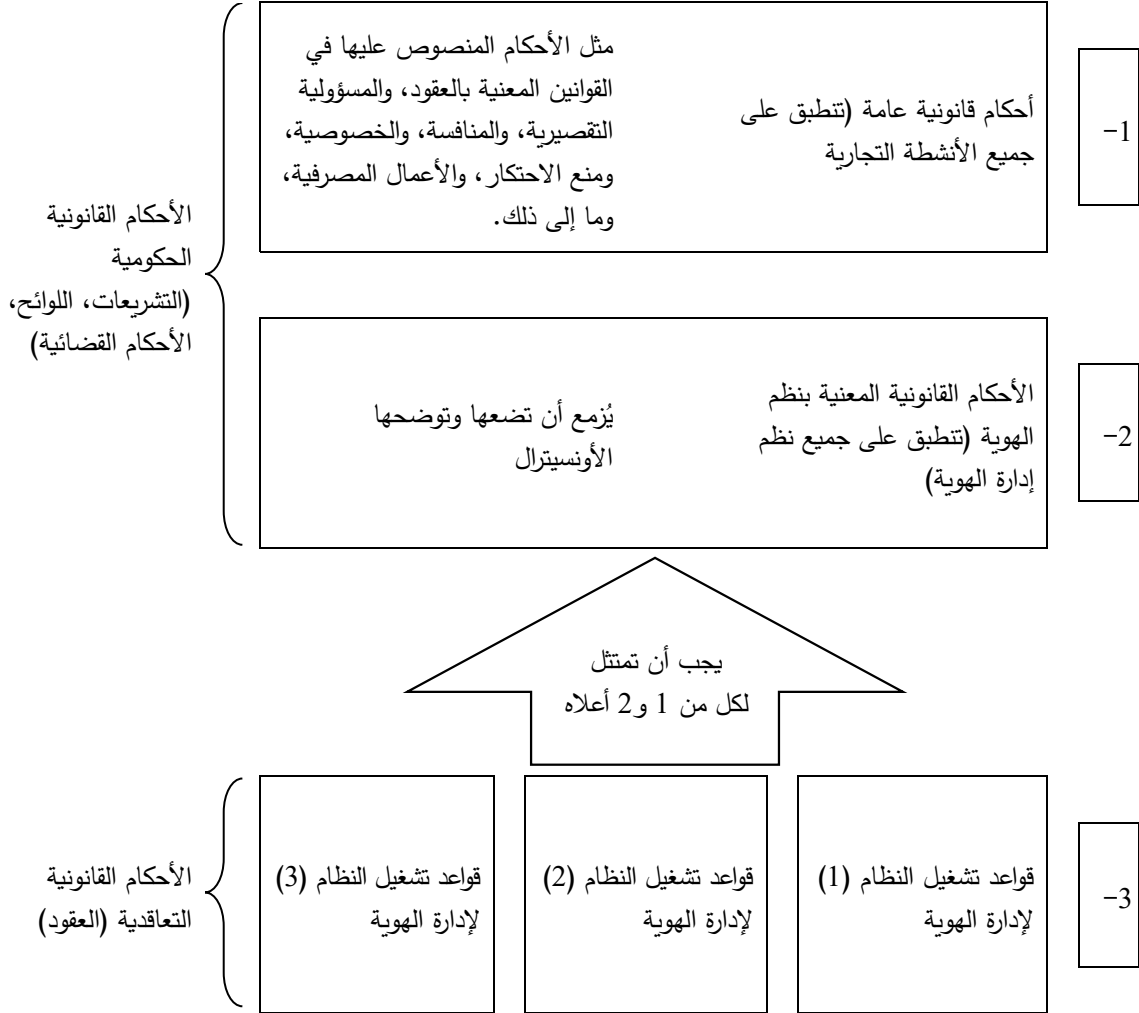 1-
أحكام قانونية عامة (تنطبق على
جميع الأنشطة التجارية
مثل الأحكام المنصوص عليها في
القوانين المعنية بالعقود، والمسؤولية
التقصيرية، والمنافسة، والخصوصية،
ومنع الاحتكار، والأعمال المصرفية،
وما إلى ذلك.
الأحكام القانونية
الحكومية
(التشريعات، اللوائح،
الأحكام القضائية)
2-
الأحكام القانونية المعنية بنظم
الهوية (تنطبق على جميع نظم
إدارة الهوية)
يُزمع أن تضعها وتوضحها
الأونسيترال
يجب أن تمتثل
لكل من 1 و2 أعلاه
3-
قواعد تشغيل النظام (1)
لإدارة الهوية
قواعد تشغيل النظام (2)
لإدارة الهوية
قواعد تشغيل النظام (3)
لإدارة الهوية
الأحكام القانونية
التعاقدية (العقود)